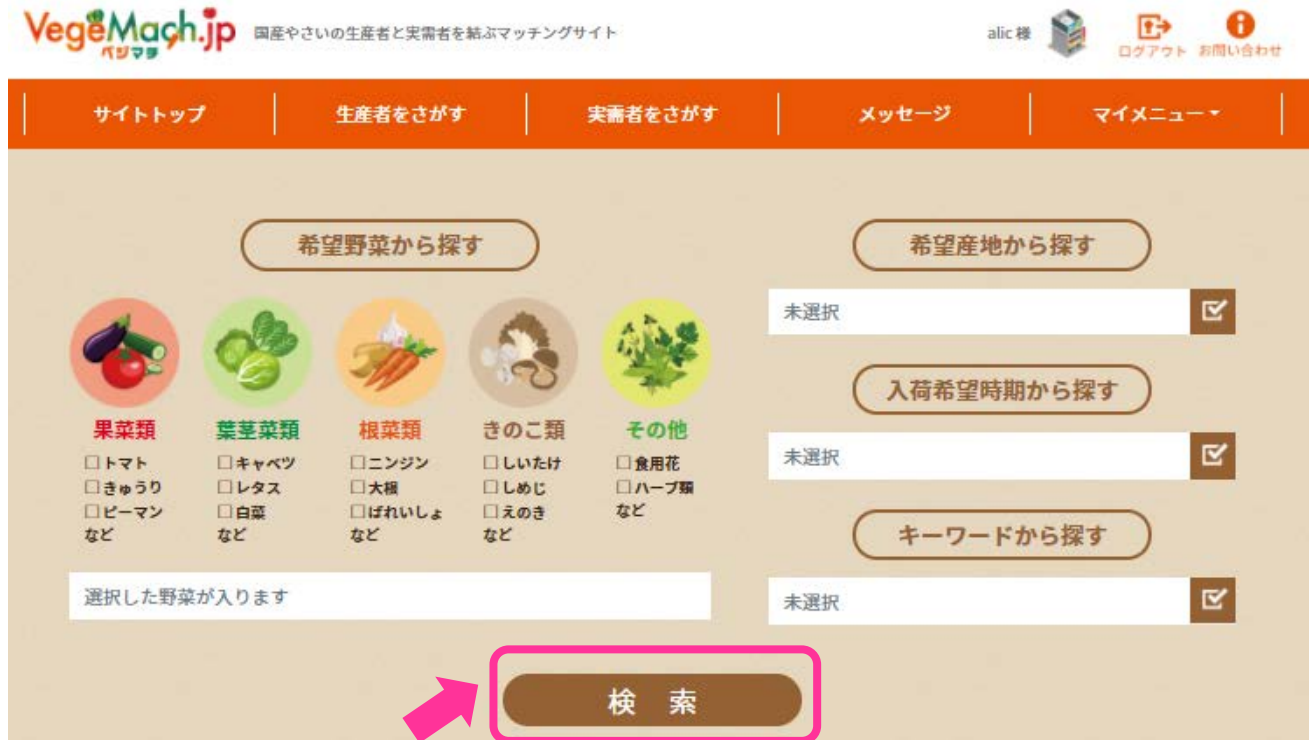 VegeMach.jp
ベジマチ
国産やさいの生産者と実需者を結ぶマッチングサイト
alic 様
ログアウト
お問い合わせ
サイトトップ
生産者をさがす
実需者をさがす
メッセージ
マイメニュー
希望野菜から探す
果菜類
□トマト
□きゅうり
□ピーマン
など
葉茎菜類
□キャベツ
□レタス
□白菜
など
根菜類
□ニンジン
□大根
□ばれいしょ
など
きのこ類
□しいたけ
□しめじ
□えのき
など
その他
□食用花
□ハーブ類
など
選択した野菜が入ります
希望産地から探す
未選択
入荷希望時期から探す
未選択
キーワードから探す
未選択
検 索